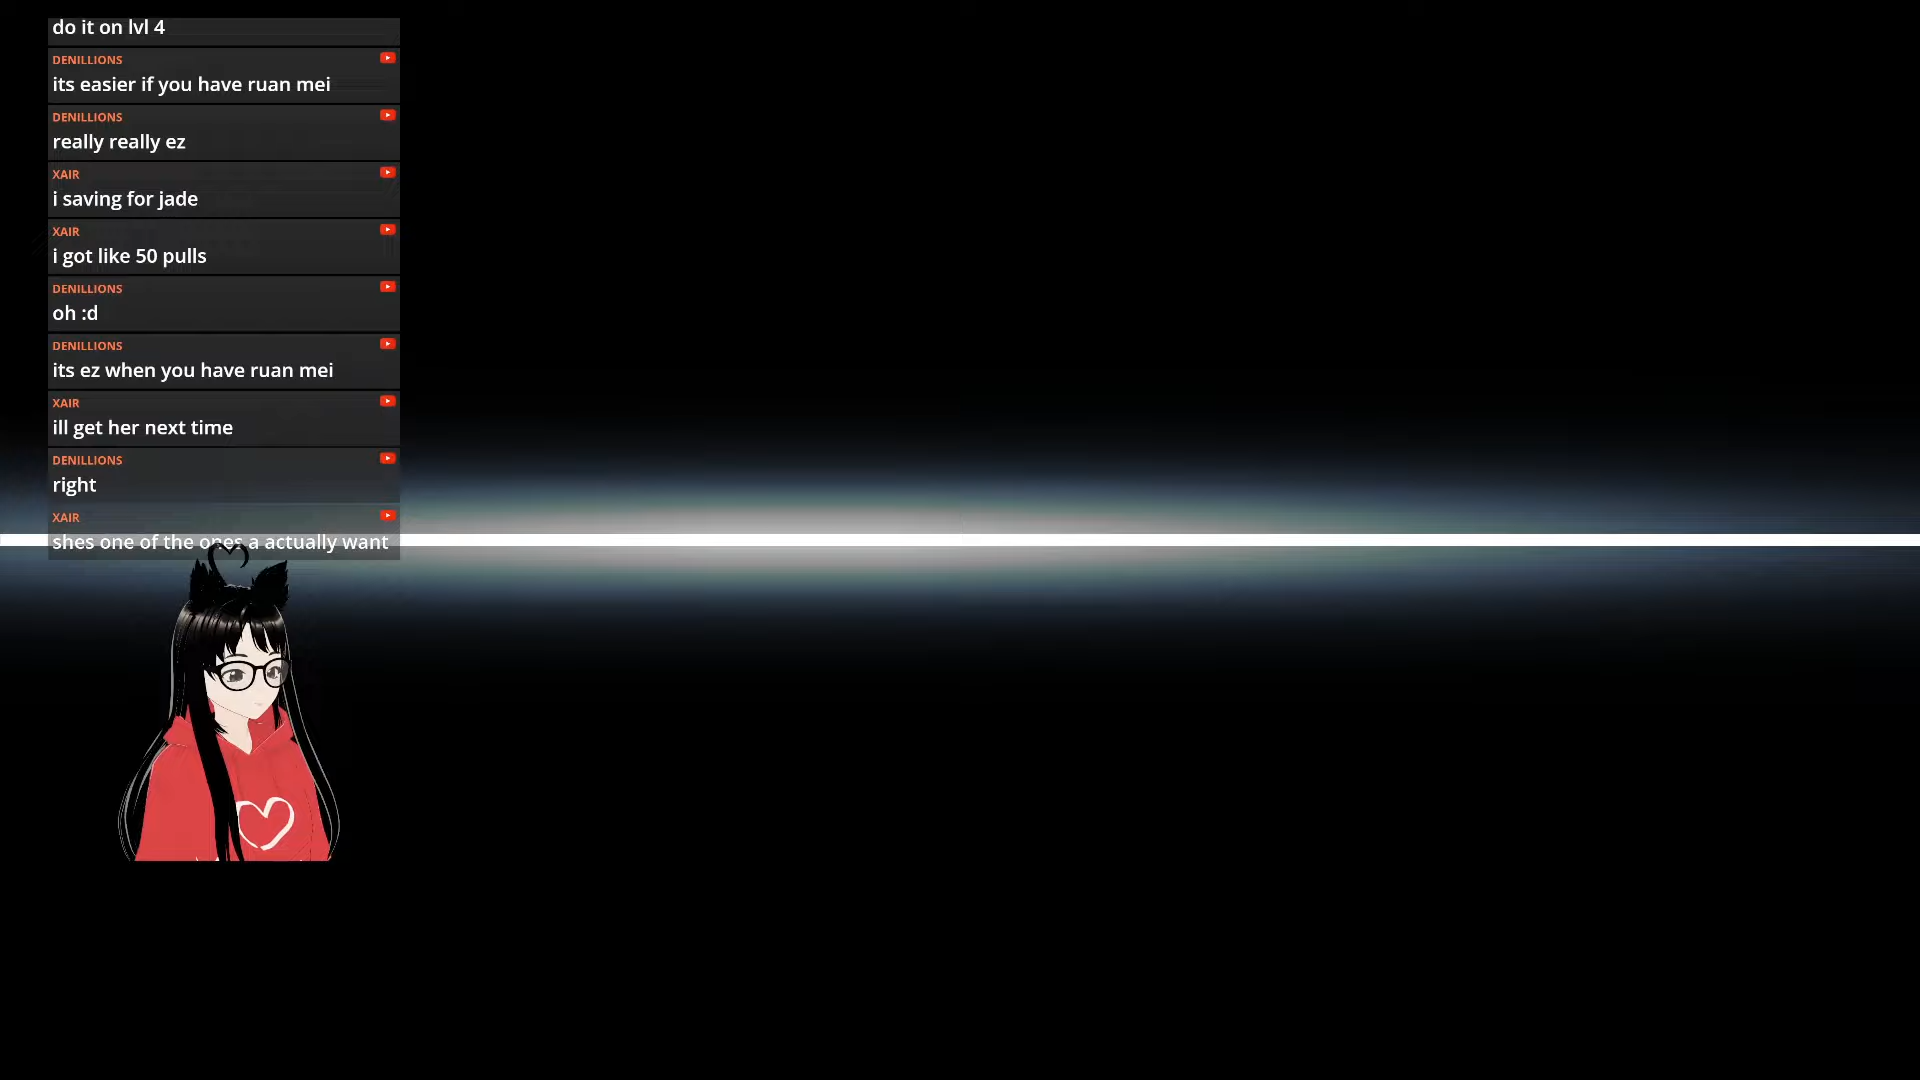 do it on lvl 4
DENILLIONS
its easier if you have ruan mei
DENILLIONS
really really ez
XAIR
i saving for jade
XAIR
i got like 50 pulls
DENILLIONS
oh :d
DENILLIONS
its ez when you have ruan mei
XAIR
ill get her next time
DENILLIONS
right
XAIR
shes one of the ones a actually want